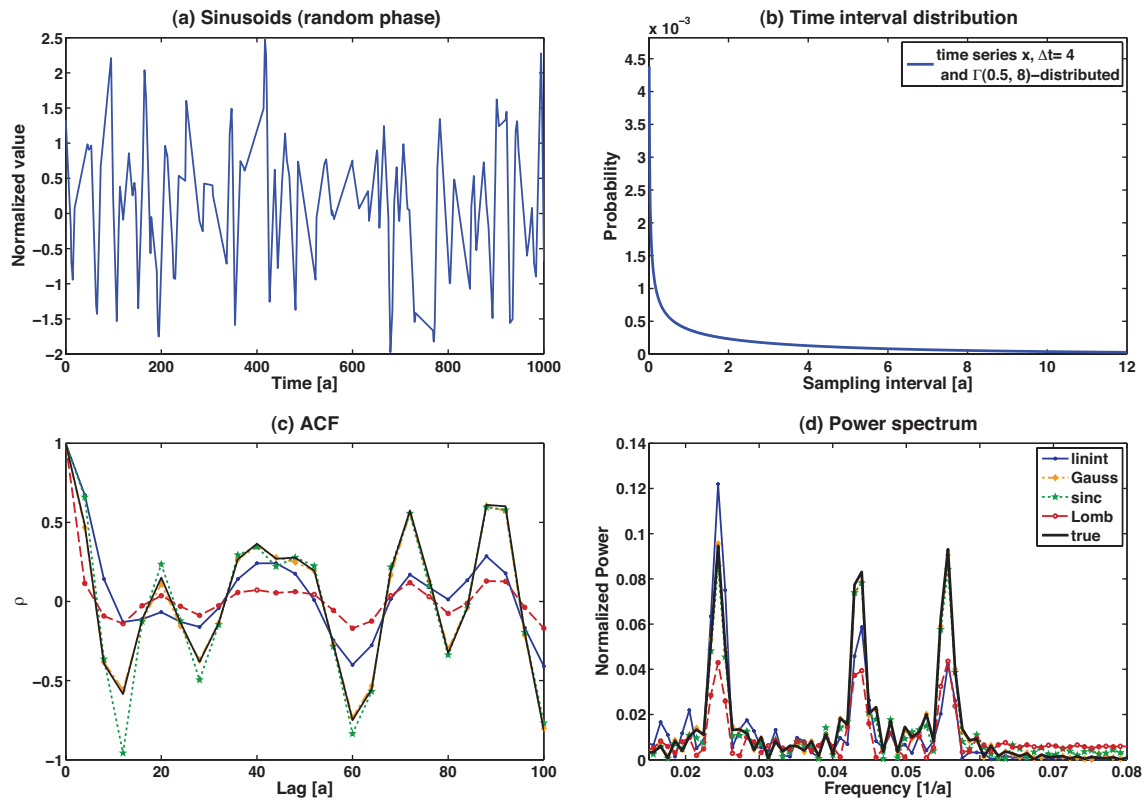 (a) Sinusoids (random phase)
2.5
2
1.5
1
0.5
0
−0.5
−1
−1.5
−2
Normalized value
0
200
400
600
800
1000
Time [a]
(b) Time interval distribution
x 10⁻³
4.5
4
3.5
3
2.5
2
1.5
1
0.5
0
Probability
time series x, Δt= 4
and Γ(0.5, 8)−distributed
0
2
4
6
8
10
12
Sampling interval [a]
(c) ACF
1
0.5
0
−0.5
−1
ρ
0
20
40
60
80
100
Lag [a]
(d) Power spectrum
0.14
0.12
0.10
0.08
0.06
0.04
0.02
0
Normalized Power
linint
Gauss
sinc
Lomb
true
0.02
0.03
0.04
0.05
0.06
0.07
0.08
Frequency [1/a]